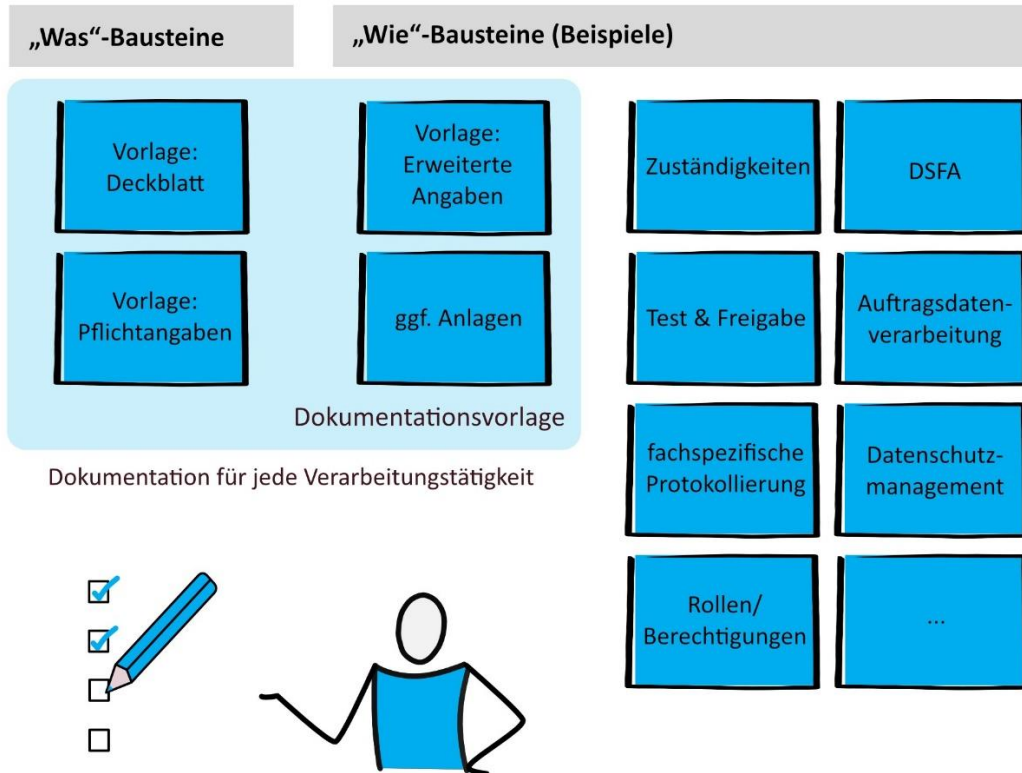 „Was“-Bausteine
„Wie“-Bausteine (Beispiele)
Vorlage:
Deckblatt
Vorlage:
Erweiterte
Angaben
Zuständigkeiten
DSFA
Vorlage:
Pflichtangaben
ggf. Anlagen
Test & Freigabe
Auftragsdaten-
verarbeitung
Dokumentationsvorlage
Dokumentation für jede Verarbeitungstätigkeit
fachspezifische
Protokollierung
Datenschutz-
management
Rollen/
Berechtigungen
...